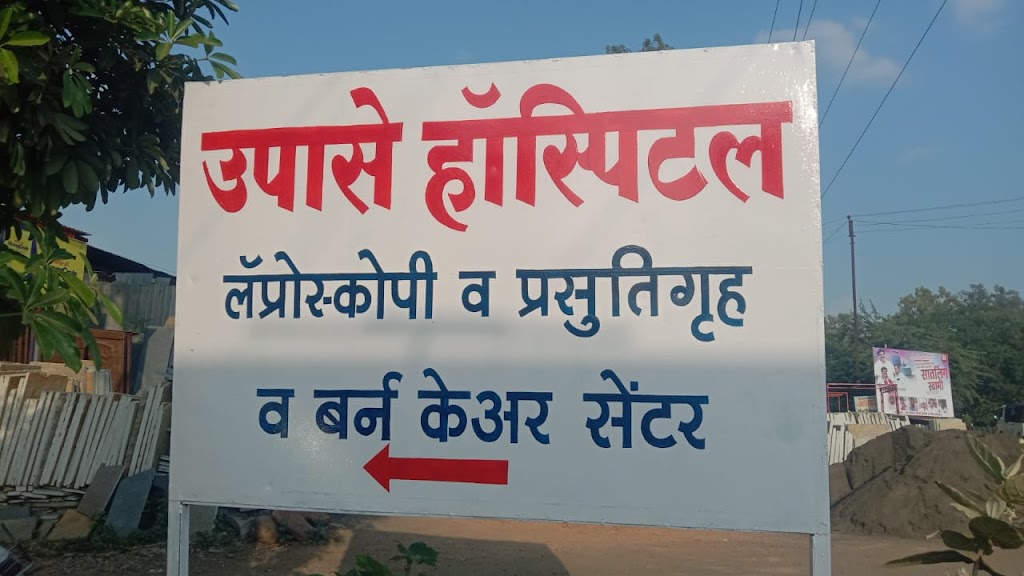 उपासे हॉस्पिटल
लॅप्रोस्कोपी व प्रसुतिगृह
व बर्न केअर सेंटर
स्वामी